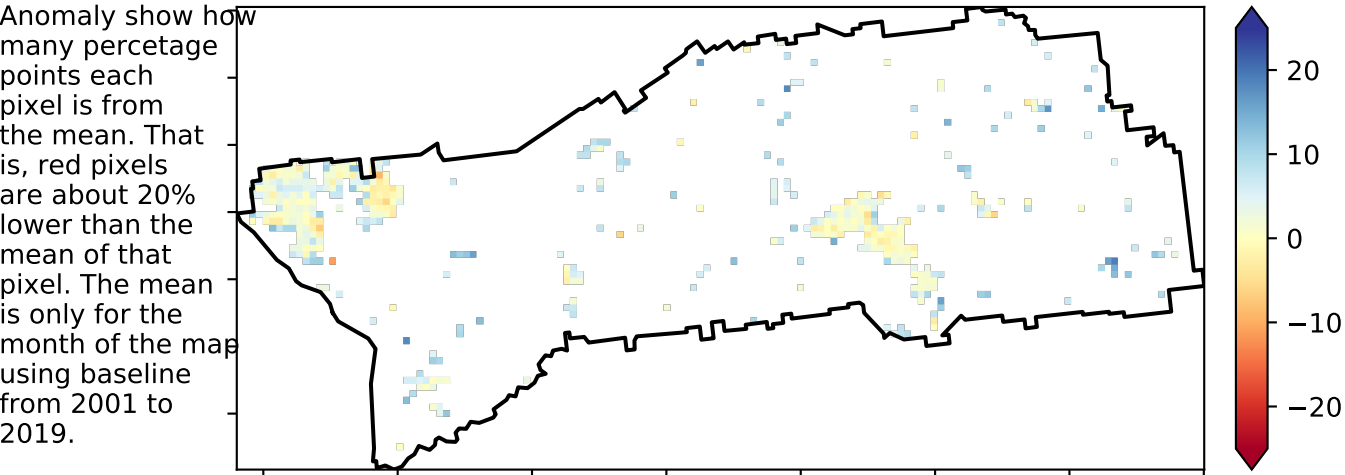 Anomaly show how
many percetage
points each
pixel is from
the mean. That
is, red pixels
are about 20%
lower than the
mean of that
pixel. The mean
is only for the
month of the map
using baseline
from 2001 to
2019.
20
10
0
−10
−20